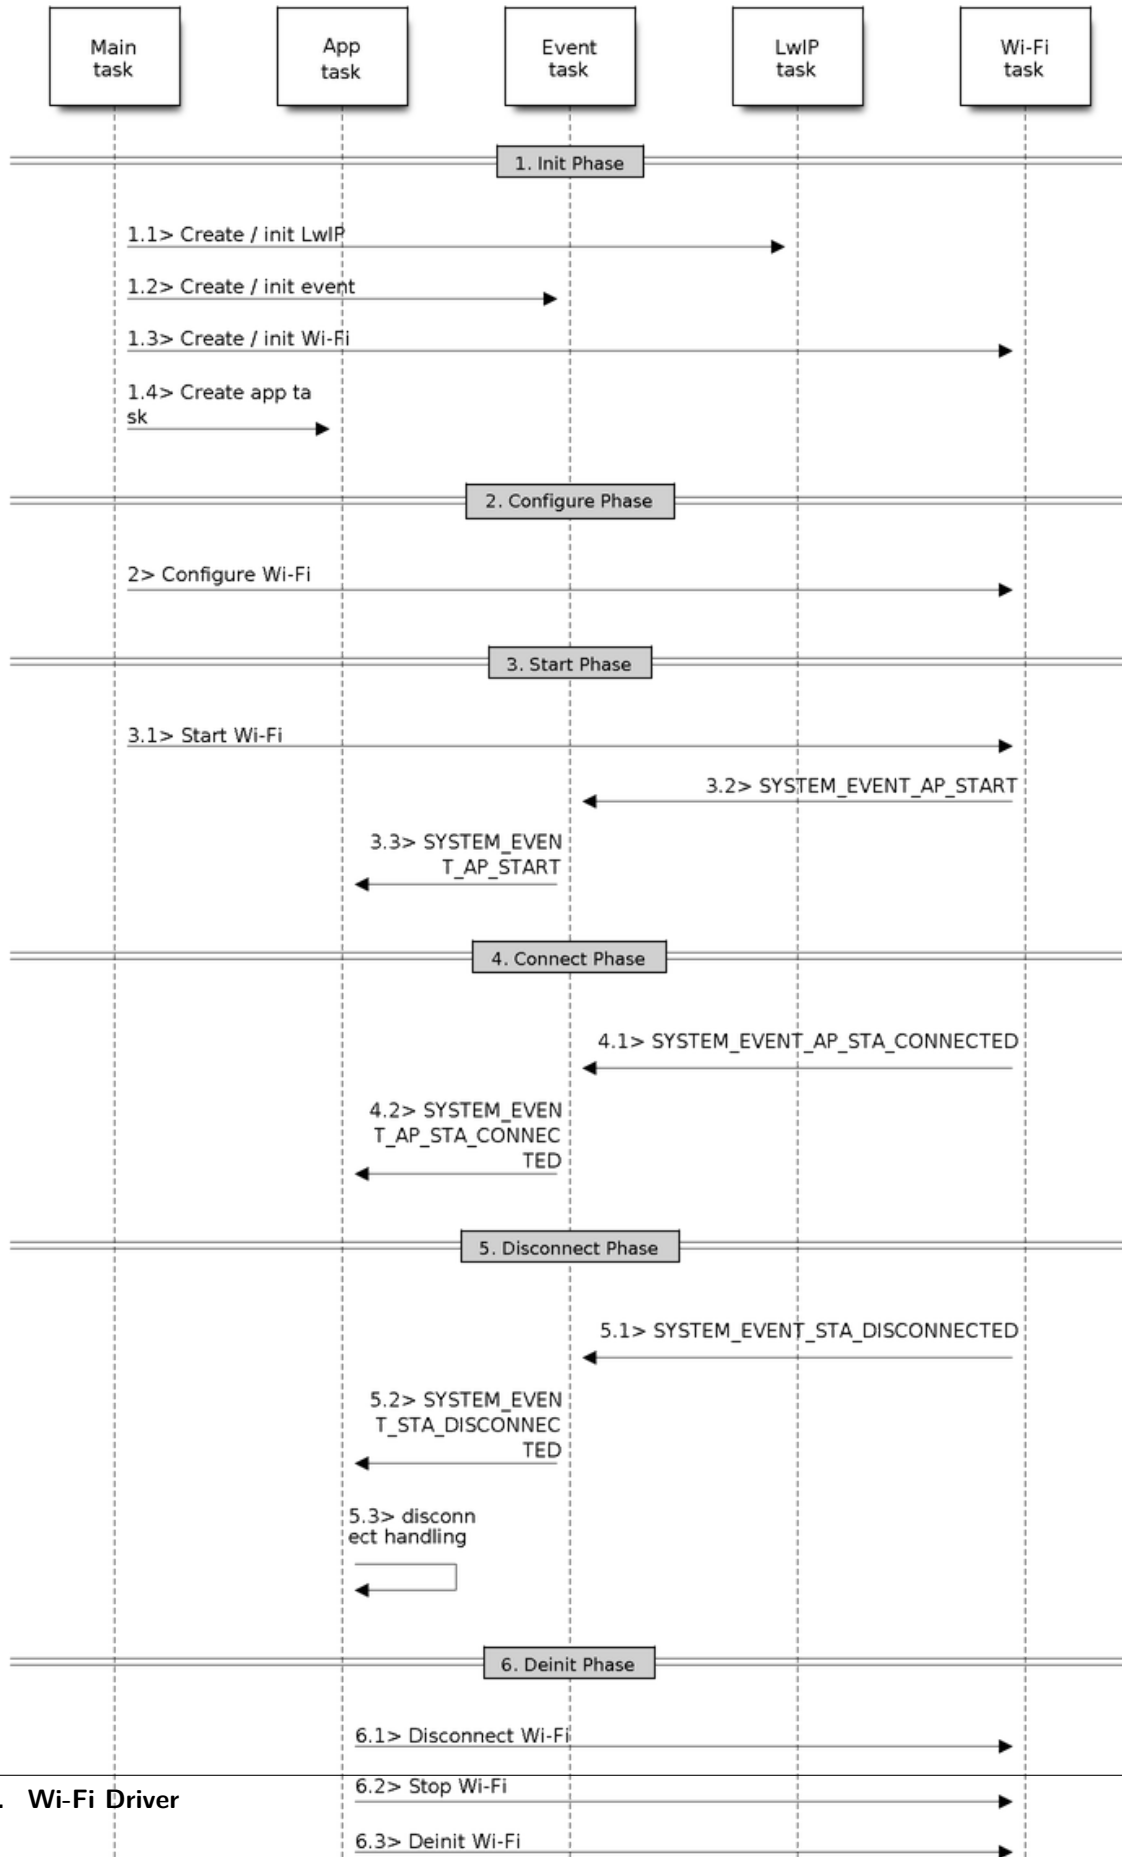 Main
task
App
task
Event
task
LwIP
task
Wi-Fi
task
1. Init Phase
1.1> Create / init LwIP
1.2> Create / init event
1.3> Create / init Wi-Fi
1.4> Create app ta
sk
2. Configure Phase
2> Configure Wi-Fi
3. Start Phase
3.1> Start Wi-Fi
3.2> SYSTEM_EVENT_AP_START
3.3> SYSTEM_EVEN
T_AP_START
4. Connect Phase
4.1> SYSTEM_EVENT_AP_STA_CONNECTED
4.2> SYSTEM_EVEN
T_AP_STA_CONNEC
TED
5. Disconnect Phase
5.1> SYSTEM_EVENT_STA_DISCONNECTED
5.2> SYSTEM_EVEN
T_STA_DISCONNEC
TED
5.3> disconn
ect handling
6. Deinit Phase
6.1> Disconnect Wi-Fi
6.2> Stop Wi-Fi
. Wi-Fi Driver
6.3> Deinit Wi-Fi